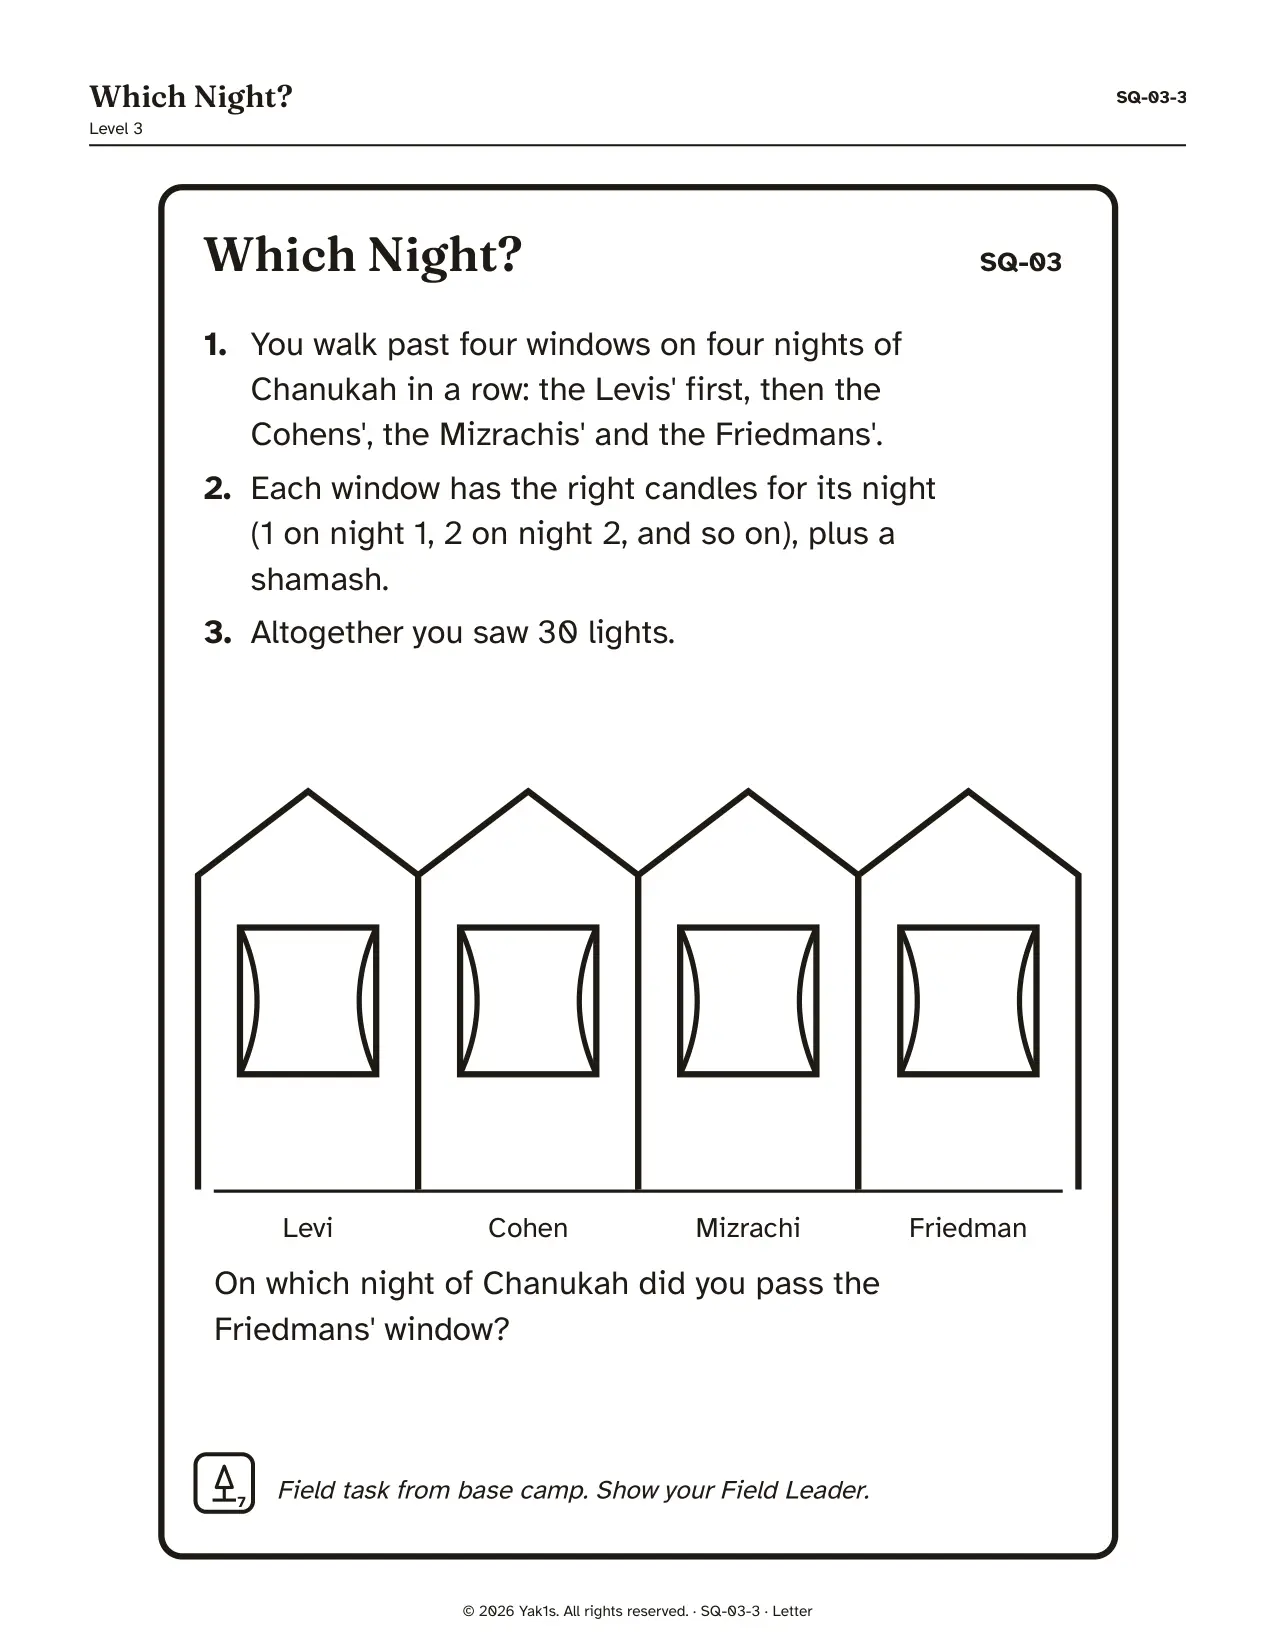 Which Night?
SQ-03-3
Level 3
Which Night?
SQ-03
1. You walk past four windows on four nights of
Chanukah in a row: the Levis' first, then the
Cohens', the Mizrachis' and the Friedmans'.
2. Each window has the right candles for its night
(1 on night 1, 2 on night 2, and so on), plus a
shamash.
3. Altogether you saw 30 lights.
Levi
Cohen
Mizrachi
Friedman
On which night of Chanukah did you pass the
Friedmans' window?
7
Field task from base camp. Show your Field Leader.
© 2026 Yak1s. All rights reserved. · SQ-03-3 · Letter